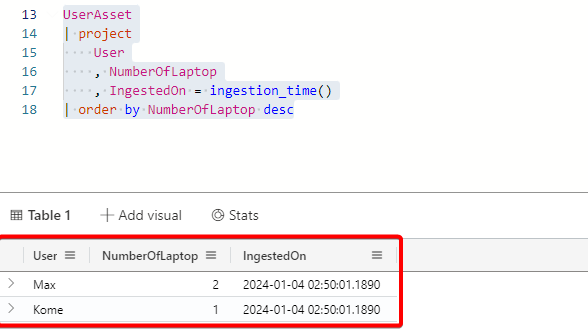 13 UserAsset
14 | project
15 User
16 , NumberOfLaptop
17 , IngestedOn = ingestion_time()
18 | order by NumberOfLaptop desc
Table 1 Add visual Stats
User NumberOfLaptop IngestedOn
Max 2 2024-01-04 02:50:01.1890
Kome 1 2024-01-04 02:50:01.1890